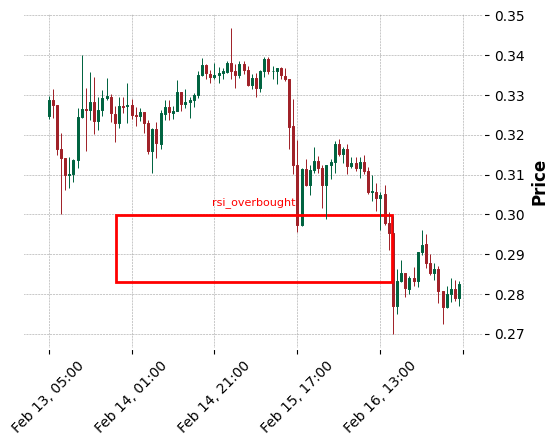 0.35
0.34
0.33
0.32
0.31
0.30
0.29
0.28
0.27
Price
rsi_overbought
Feb 13, 05:00
Feb 14, 01:00
Feb 14, 21:00
Feb 15, 17:00
Feb 16, 13:00